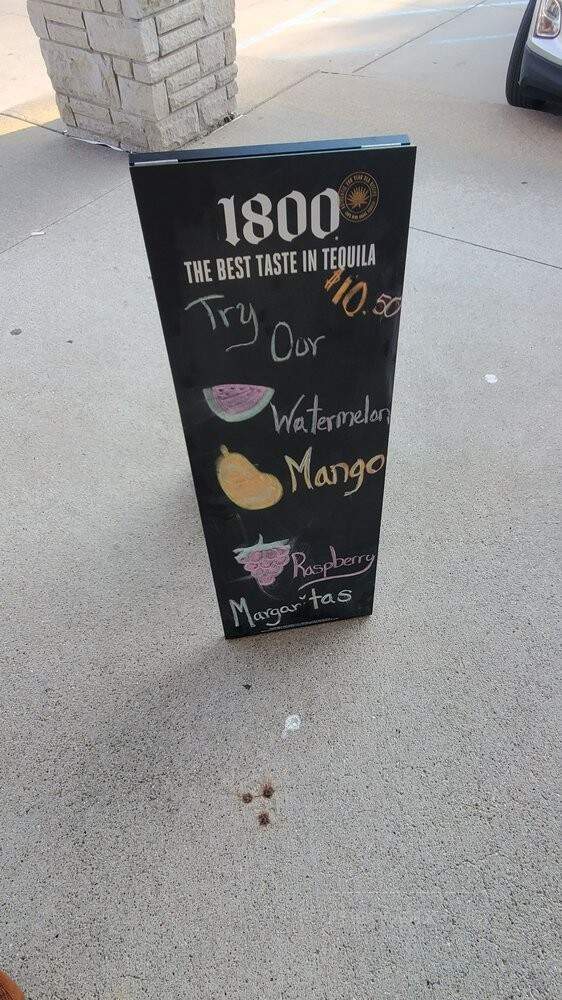 1800
THE BEST TASTE IN TEQUILA
$10.50
Try
Our
Watermelon
Mango
Raspberry
Margaritas